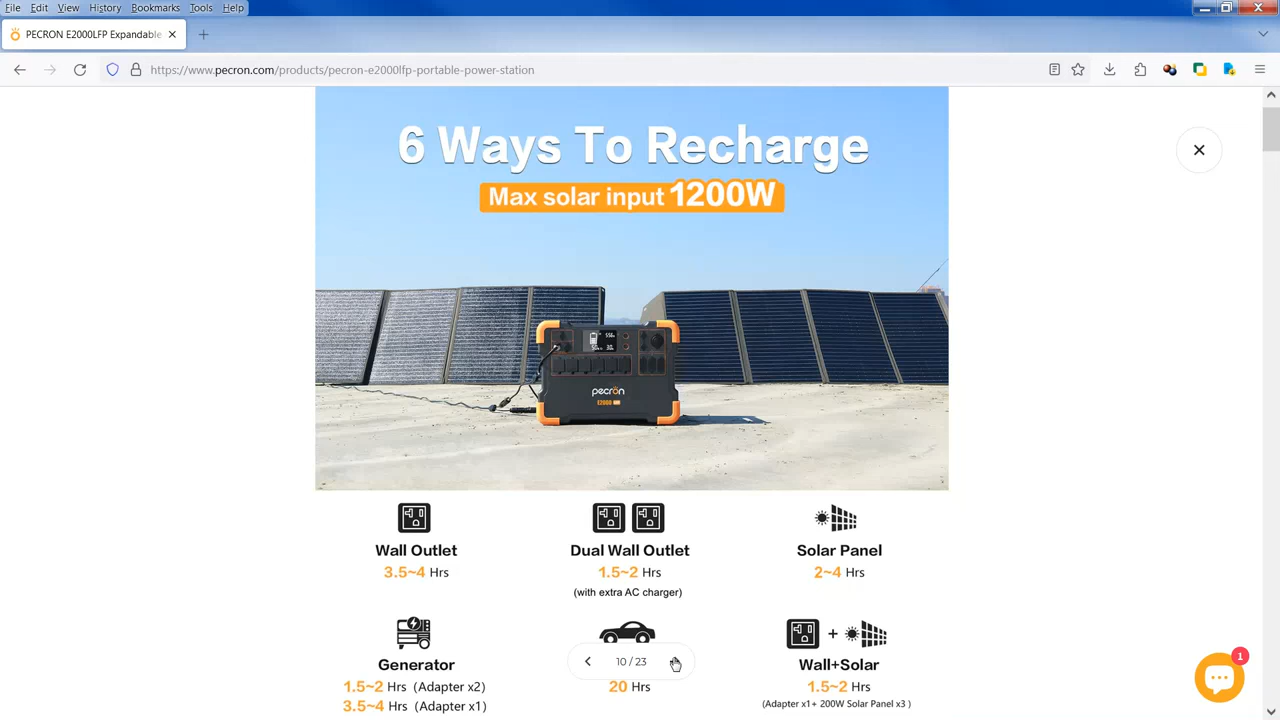 File Edit View History Bookmarks Tools Help
PECRON E2000LFP Expandable
https://www.pecron.com/products/pecron-e2000lfp-portable-power-station
6 Ways To Recharge
Max solar input 1200W
pecron
E2000
Wall Outlet
3.5~4 Hrs
Dual Wall Outlet
1.5~2 Hrs
(with extra AC charger)
Solar Panel
2~4 Hrs
Generator
1.5~2 Hrs (Adapter x2)
3.5~4 Hrs (Adapter x1)
10 / 23
20 Hrs
Wall+Solar
1.5~2 Hrs
(Adapter x1+ 200W Solar Panel x3 )
1